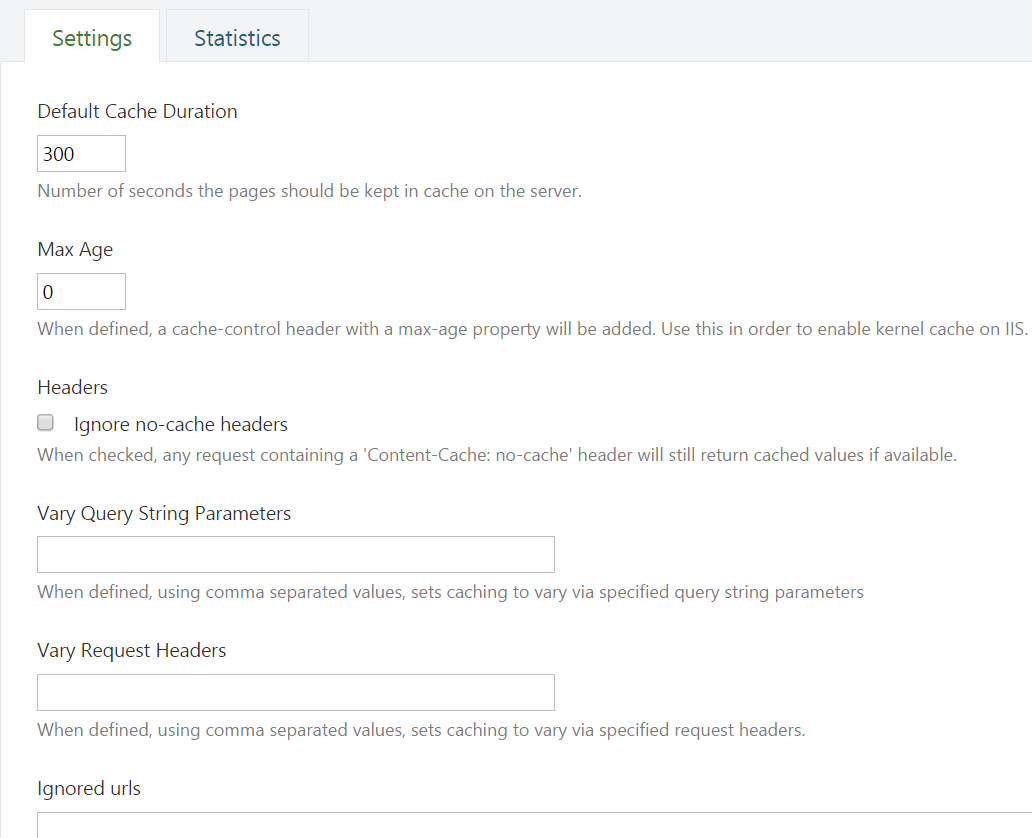 Settings
Statistics
Default Cache Duration
300
Number of seconds the pages should be kept in cache on the server.
Max Age
0
When defined, a cache-control header with a max-age property will be added. Use this in order to enable kernel cache on IIS.
Headers
Ignore no-cache headers
When checked, any request containing a 'Content-Cache: no-cache' header will still return cached values if available.
Vary Query String Parameters
When defined, using comma separated values, sets caching to vary via specified query string parameters
Vary Request Headers
When defined, using comma separated values, sets caching to vary via specified request headers.
Ignored urls